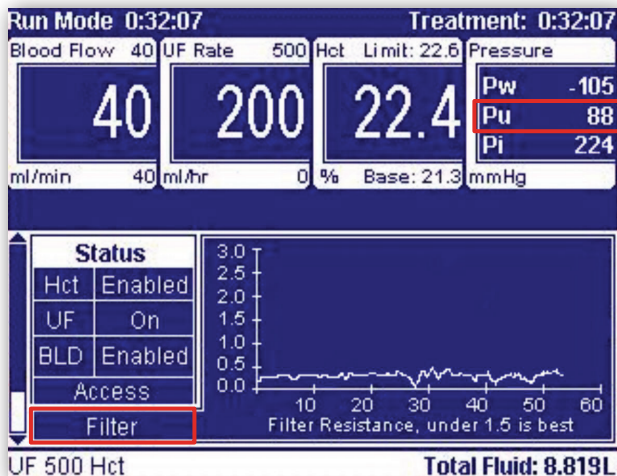 Run Mode 0:32:07 Treatment: 0:32:07
Blood Flow 40 UF Rate 500 Hct Limit: 22.6 Pressure
40 200 22.4
Pw -105
Pu 88
Pi 224
ml/min 40 ml/hr 0 % Base: 21.3 mmHg
Status
Hct Enabled
UF On
BLD Enabled
Access
Filter
3.0
2.5
2.0
1.5
1.0
0.5
0.0
10 20 30 40 50 60
Filter Resistance, under 1.5 is best
UF 500 Hct Total Fluid: 8.819L